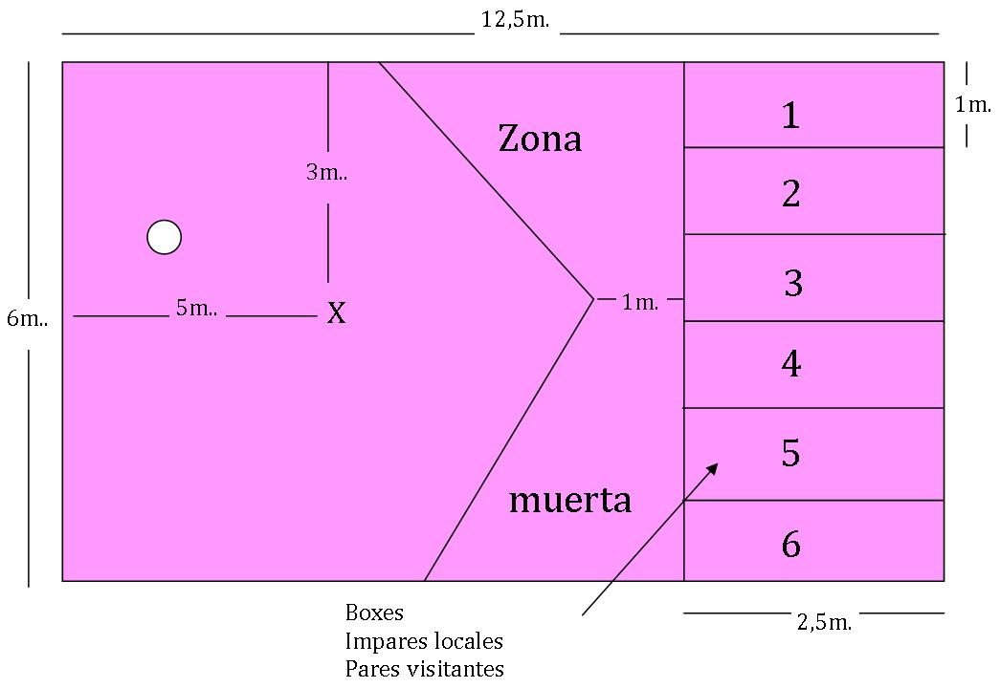 12,5m.
1m.
1
Zona
3m..
2
3
5m..
X
1m.
6m..
4
5
muerta
6
Boxes
Impares locales
Pares visitantes
2,5m.